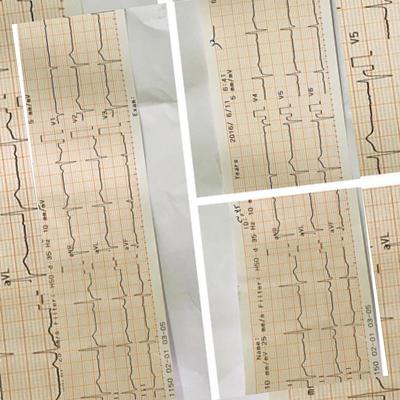 5 mm/mV
V1
V2
V3
Exam:
aVR
aVL
aVF
aVL
25 mm/s Filter: H50 d 35 Hz 10 mm/mV
1150 02-01 03-05
2016/ 6/11 6:41
5 mm/mV
Years
V4
V5
V6
V5
Name:
10 mm/mV 25 mm/s Filter: H50 d 35 Hz 10 m
aVR
aVL
aVF
1150 02-01 03-05
aVL